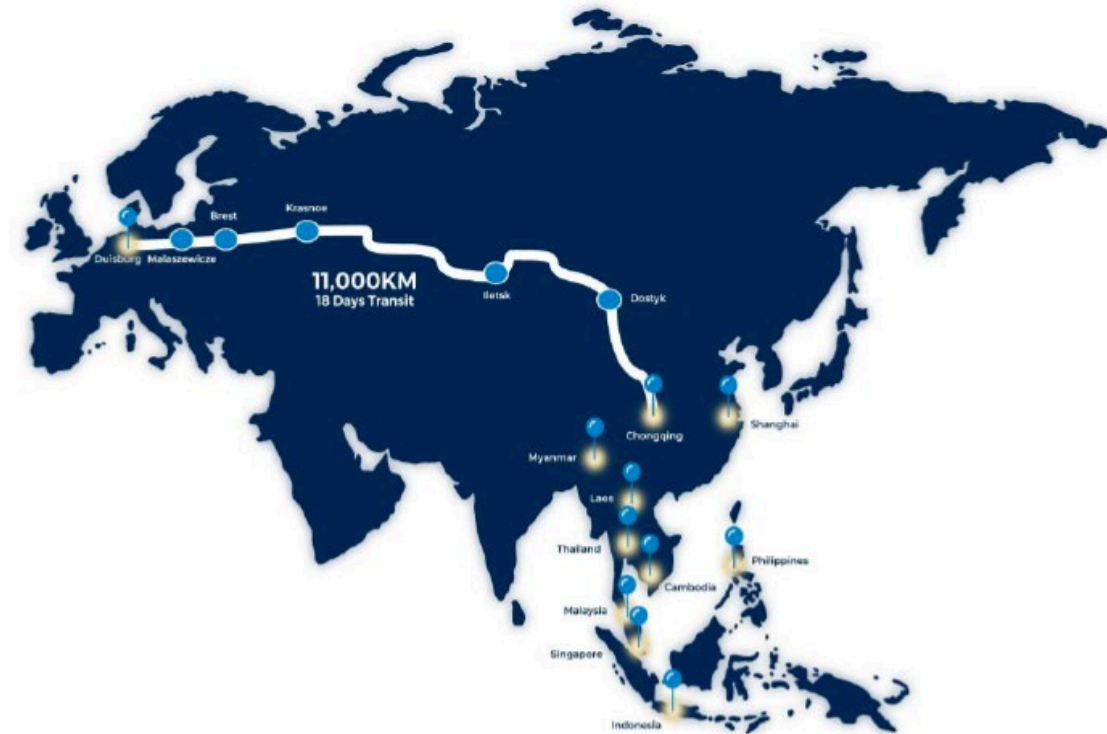 Krasnoe
Brest
Duisburg
Malaszewicze
11,000KM
18 Days Transit
Iletsk
Dostyk
Chongqing
Shanghai
Myanmar
Laos
Thailand
Philippines
Cambodia
Malaysia
Singapore
Indonesia